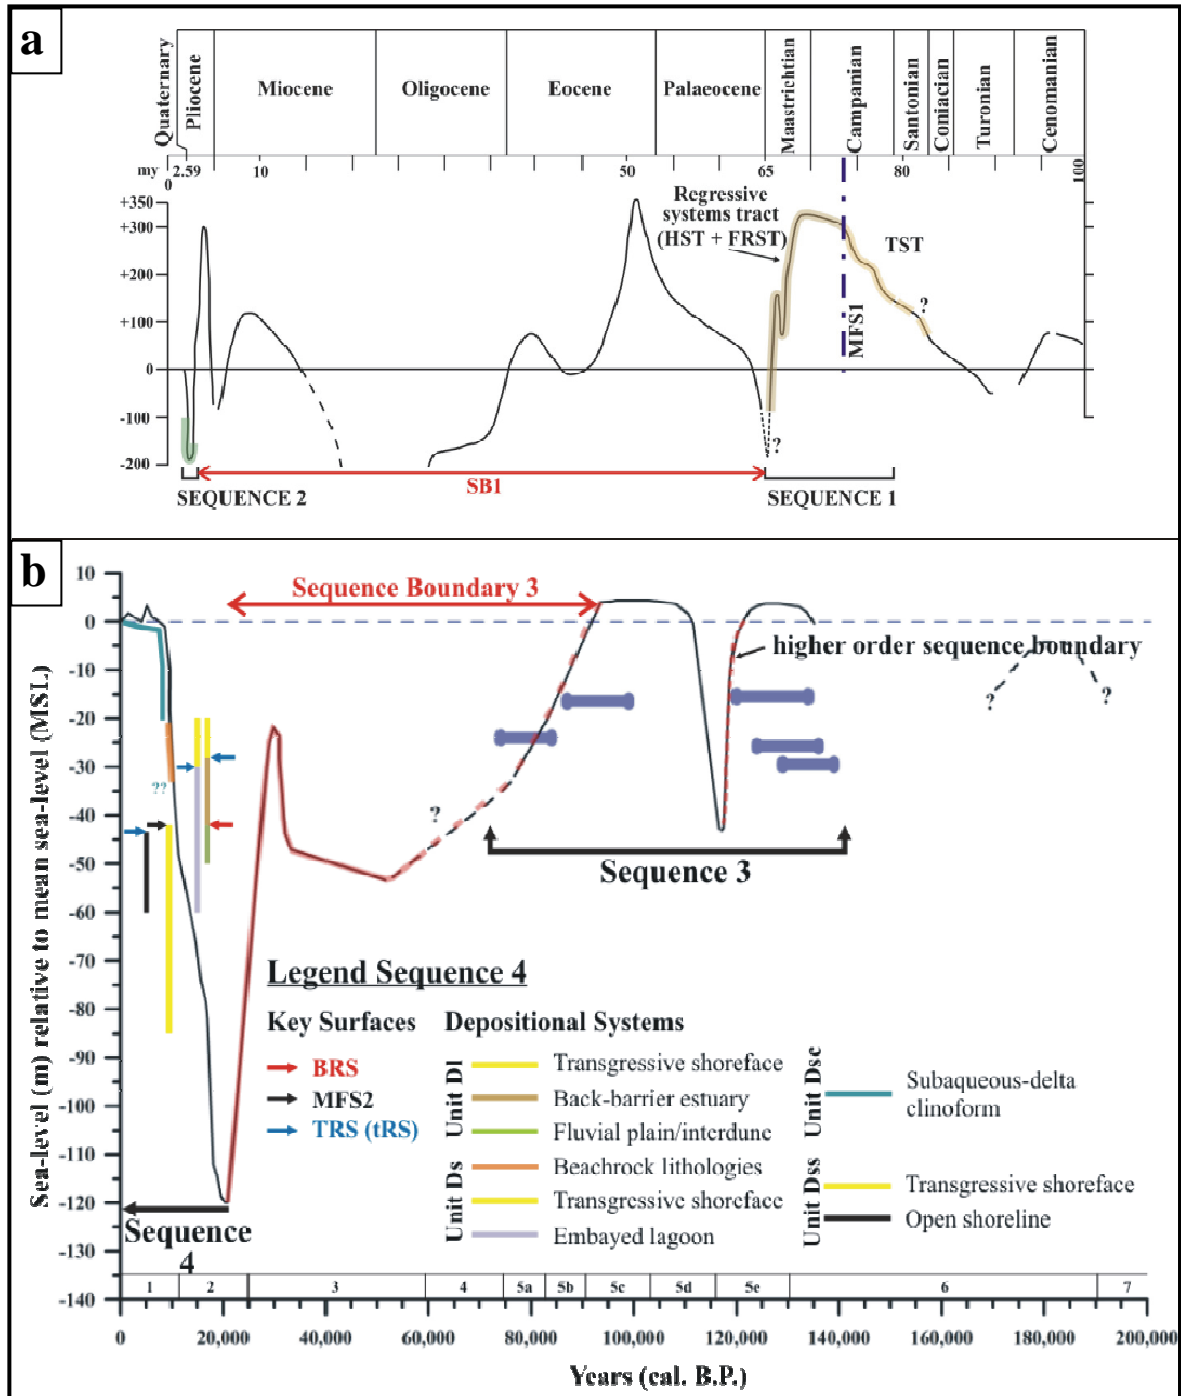 a
Quaternary
Pliocene
Miocene
Oligocene
Eocene
Palaeocene
Maastrichtian
Campanian
Santonian
Coniacian
Turonian
Cenomanian
my
0
2.59
10
50
65
80
100
+350
+300
+200
+100
0
-100
-200
Regressive
systems tract
(HST + FRST)
TST
?
MFS1
?
SB1
SEQUENCE 2
SEQUENCE 1
b
Sea-level (m) relative to mean sea-level (MSL)
10
0
-10
-20
-30
-40
-50
-60
-70
-80
-90
-100
-110
-120
-130
-140
Sequence Boundary 3
higher order sequence boundary
?
?
??
?
Sequence 3
Legend Sequence 4
Key Surfaces
BRS
MFS2
TRS (tRS)
Depositional Systems
Unit Dl
Transgressive shoreface
Back-barrier estuary
Fluvial plain/interdune
Unit Ds
Beachrock lithologies
Transgressive shoreface
Embayed lagoon
Unit Dsc
Subaqueous-delta
clinoform
Unit Dss
Transgressive shoreface
Open shoreline
Sequence
4
1
2
3
4
5a
5b
5c
5d
5e
6
7
0
20,000
40,000
60,000
80,000
100,000
120,000
140,000
160,000
180,000
200,000
Years (cal. B.P.)